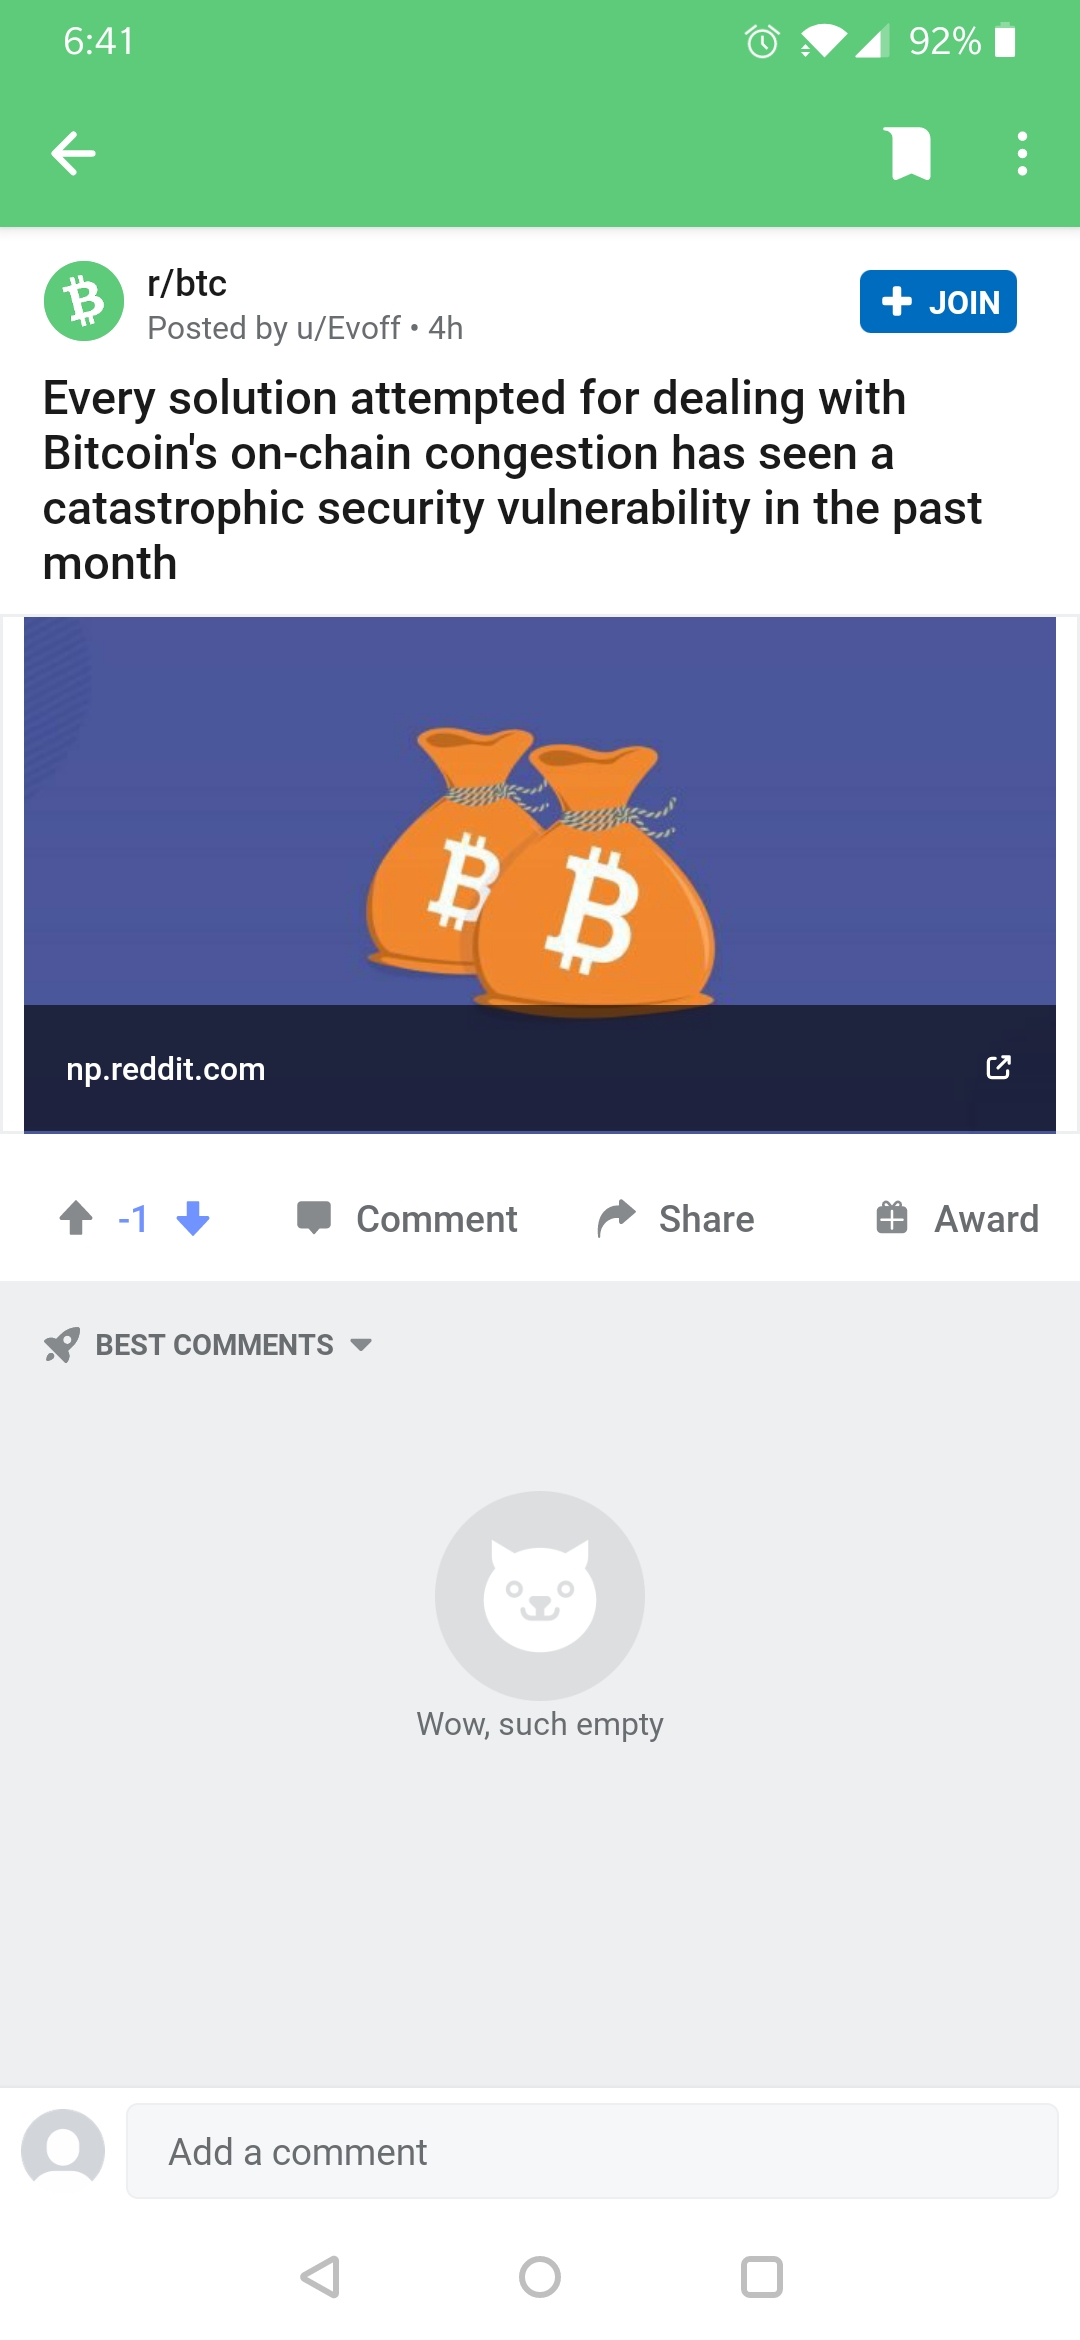 6:41
92%
r/btc
Posted by u/Evoff • 4h
JOIN
Every solution attempted for dealing with
Bitcoin's on-chain congestion has seen a
catastrophic security vulnerability in the past
month
np.reddit.com
-1
Comment
Share
Award
BEST COMMENTS
Wow, such empty
Add a comment